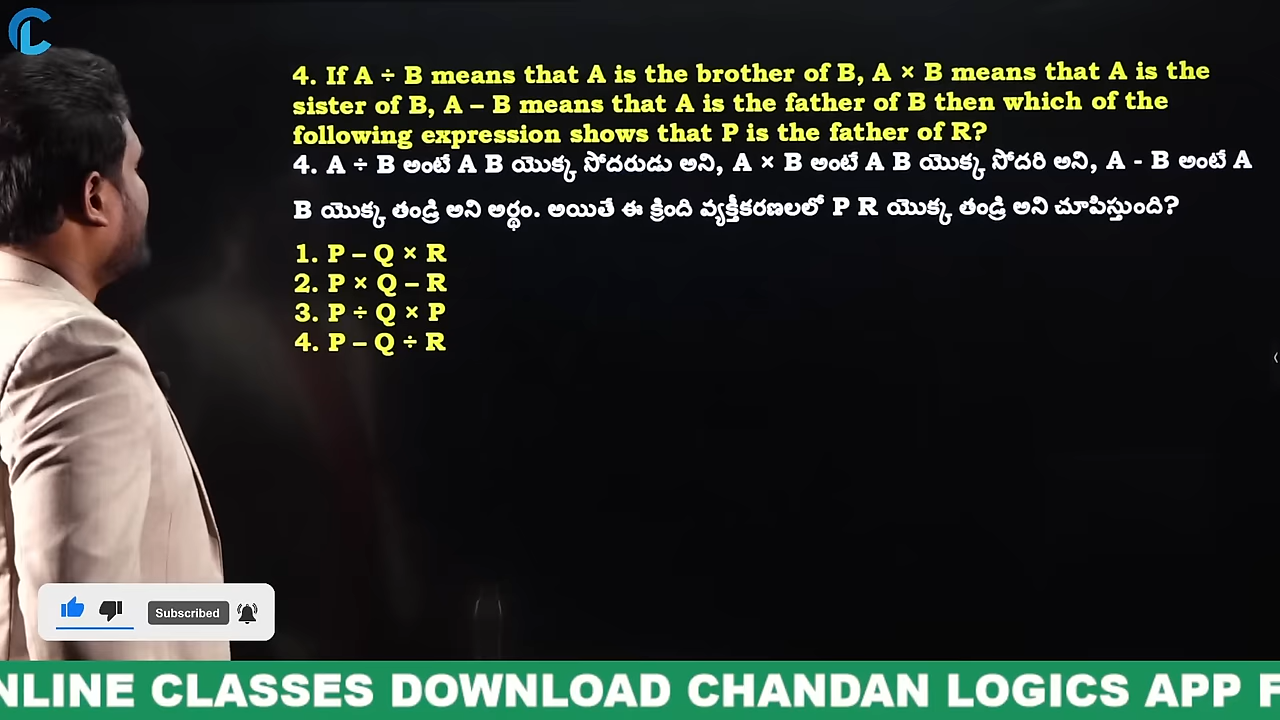 4. If A ÷ B means that A is the brother of B, A × B means that A is the
sister of B, A – B means that A is the father of B then which of the
following expression shows that P is the father of R?
4. A ÷ B అంటే A B యొక్క సోదరుడు అని, A × B అంటే A B యొక్క సోదరి అని, A - B అంటే A
B యొక్క తండ్రి అని అర్థం. అయితే ఈ క్రింది వ్యక్తీకరణలలో P R యొక్క తండ్రి అని చూపిస్తుంది?
1. P – Q × R
2. P × Q – R
3. P ÷ Q × P
4. P – Q ÷ R
Subscribed
NLINE CLASSES DOWNLOAD CHANDAN LOGICS APP F